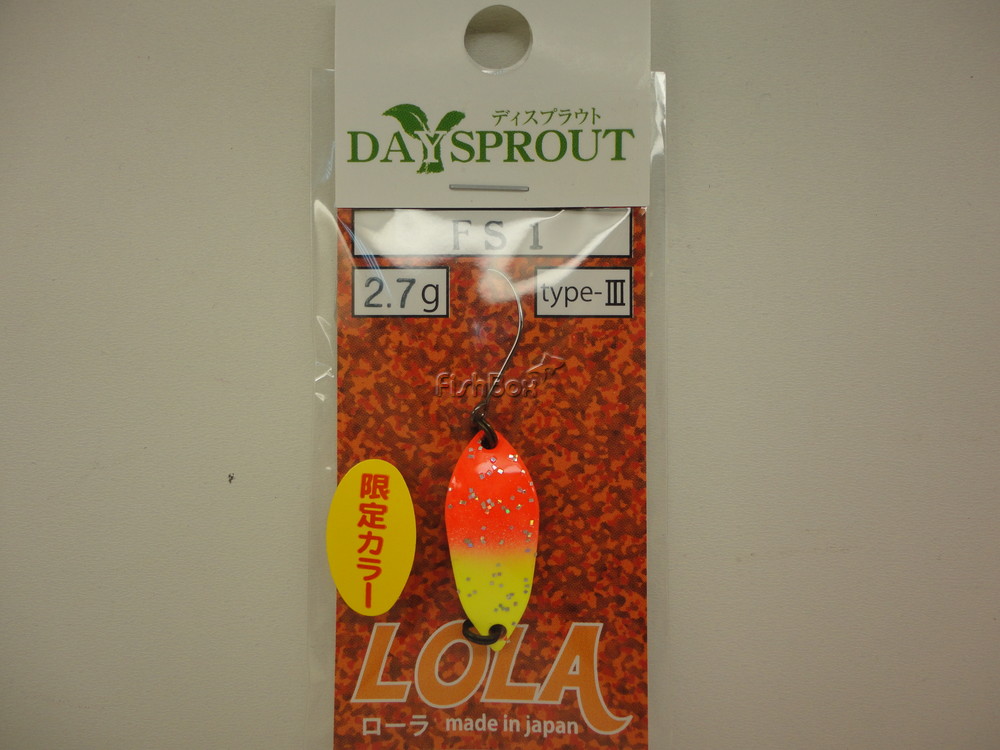 ディスプラウト
DAYSPROUT
FS1
2.7g
type-III
FishBox
限定カラー
LOLA
ローラ made in japan